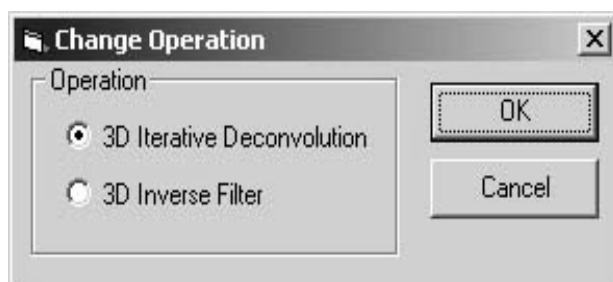 Change Operation
Operation
3D Iterative Deconvolution
3D Inverse Filter
OK
Cancel